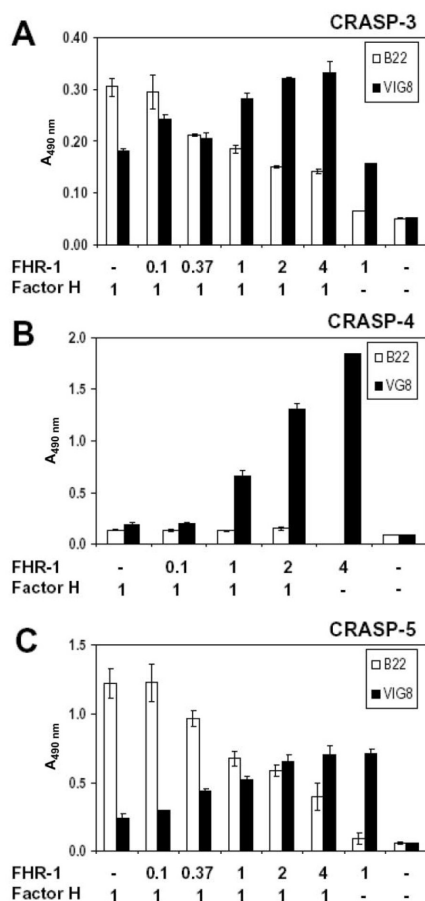 A
CRASP-3
0.40
B22
VIG8
0.30
A490 nm
0.20
0.10
0.00
FHR-1 - 0.1 0.37 1 2 4 1 -
Factor H 1 1 1 1 1 1 - -
B
CRASP-4
2.0
B22
VG8
1.5
A490 nm
1.0
0.5
0.0
FHR-1 - 0.1 1 2 4 -
Factor H 1 1 1 1 - -
C
CRASP-5
1.5
B22
VIG8
1.0
A490 nm
0.5
0.0
FHR-1 - 0.1 0.37 1 2 4 1 -
Factor H 1 1 1 1 1 1 - -